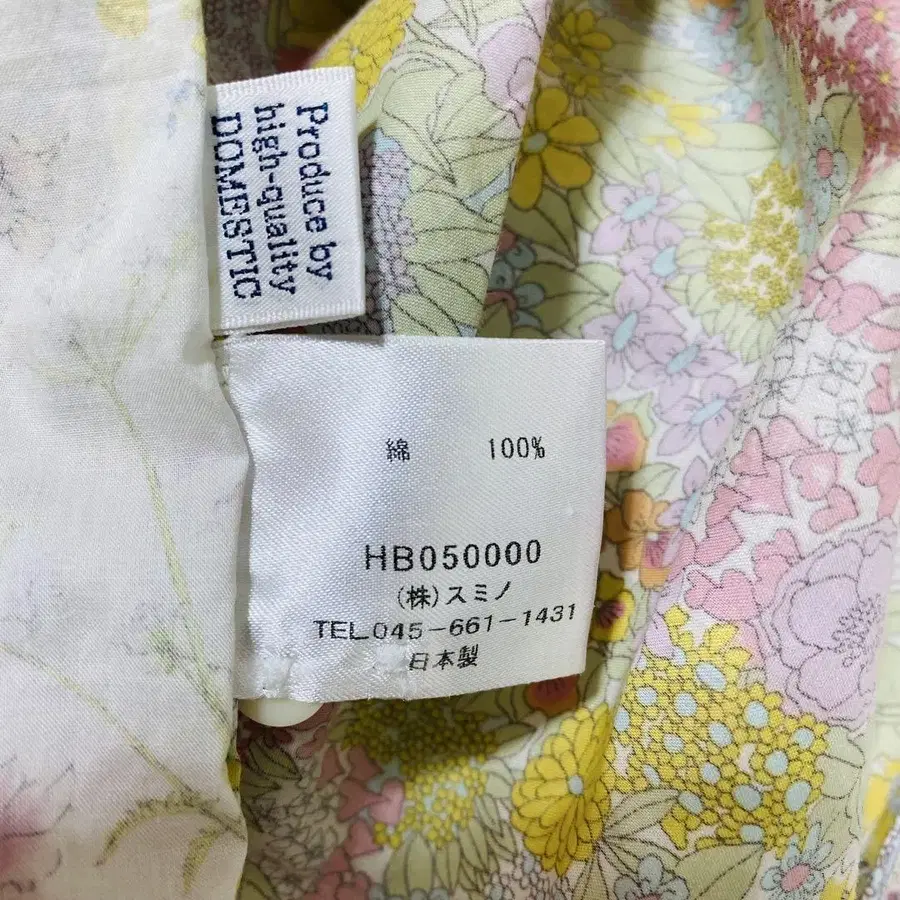 Produce by
high-quality
DOMESTIC
綿 100%
HB050000
(株)スミノ
TEL.045-661-1431
日本製